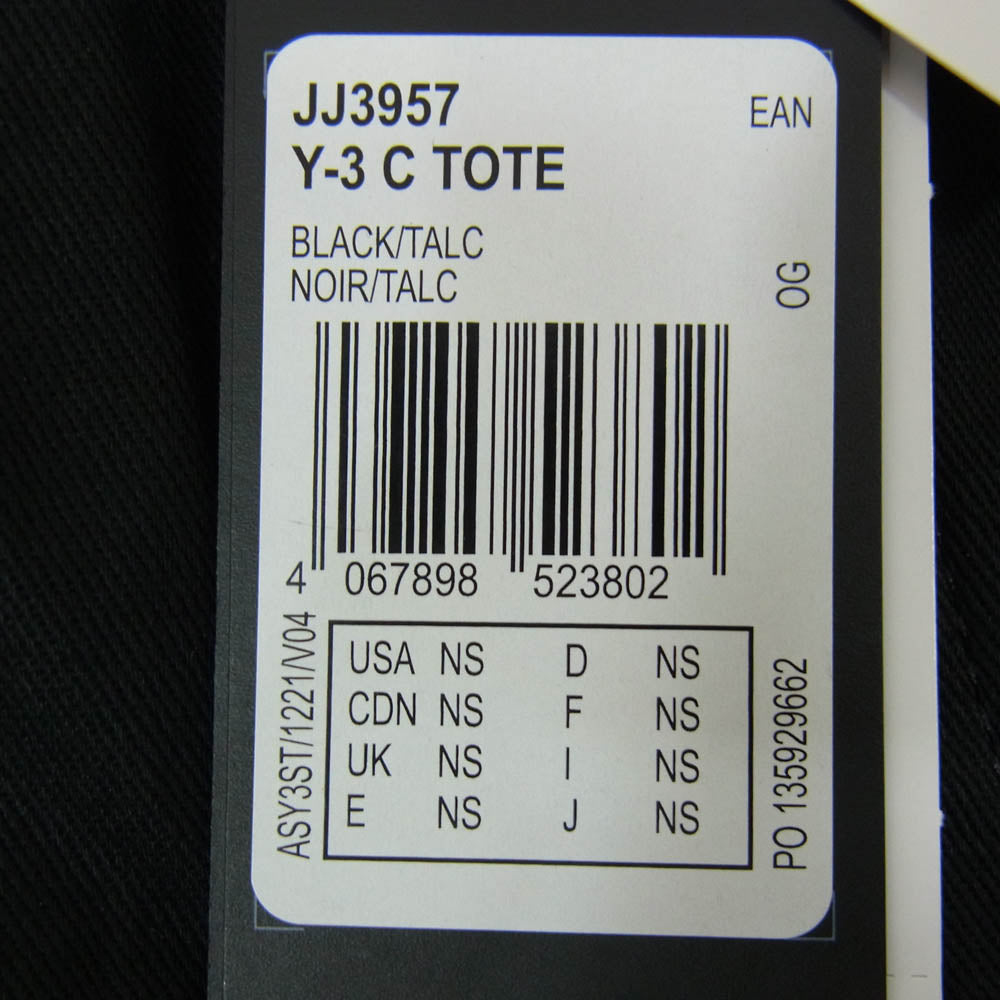 JJ3957
EAN
Y-3 C TOTE
BLACK/TALC
NOIR/TALC
OG
4 067898 523802
ASY3ST/1221/V04
USA NS D NS
CDN NS F NS
UK NS I NS
E NS J NS
PO 135929662